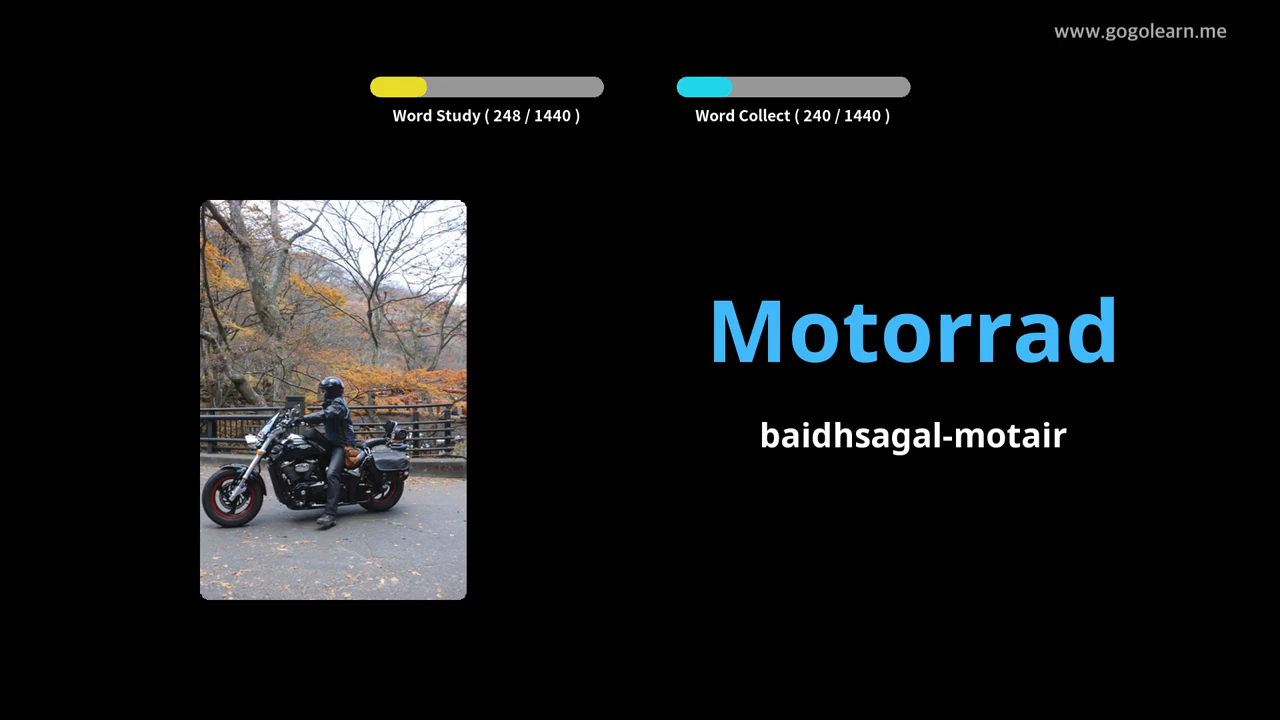 www.gogolearn.me
Word Study ( 248 / 1440 )
Word Collect ( 240 / 1440 )
Motorrad
baidhsagal-motair